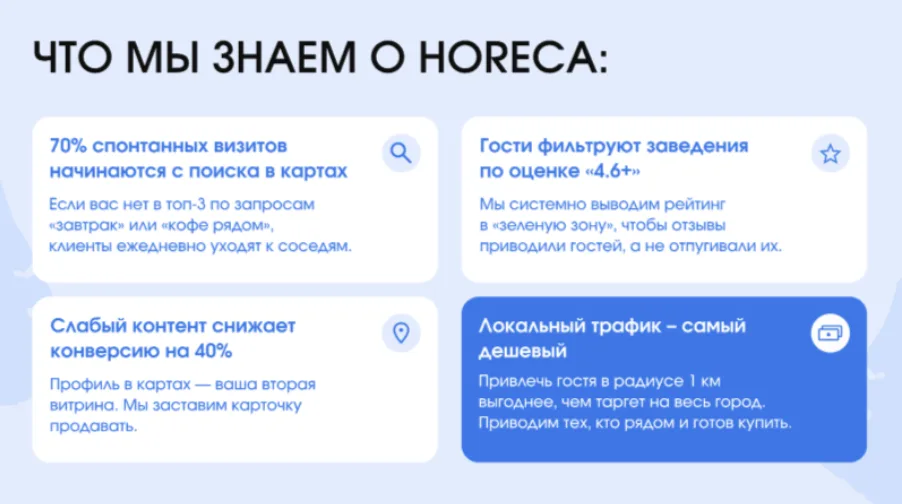 ЧТО МЫ ЗНАЕМ О HORECA:
70% спонтанных визитов
начинаются с поиска в картах
Если вас нет в топ-3 по запросам
«завтрак» или «кофе рядом»,
клиенты ежедневно уходят к соседям.
Гости фильтруют заведения
по оценке «4.6+»
Мы системно выводим рейтинг
в «зеленую зону», чтобы отзывы
приводили гостей, а не отпугивали их.
Слабый контент снижает
конверсию на 40%
Профиль в картах — ваша вторая
витрина. Мы заставим карточку
продавать.
Локальный трафик – самый
дешевый
Привлечь гостя в радиусе 1 км
выгоднее, чем таргет на весь город.
Приводим тех, кто рядом и готов купить.